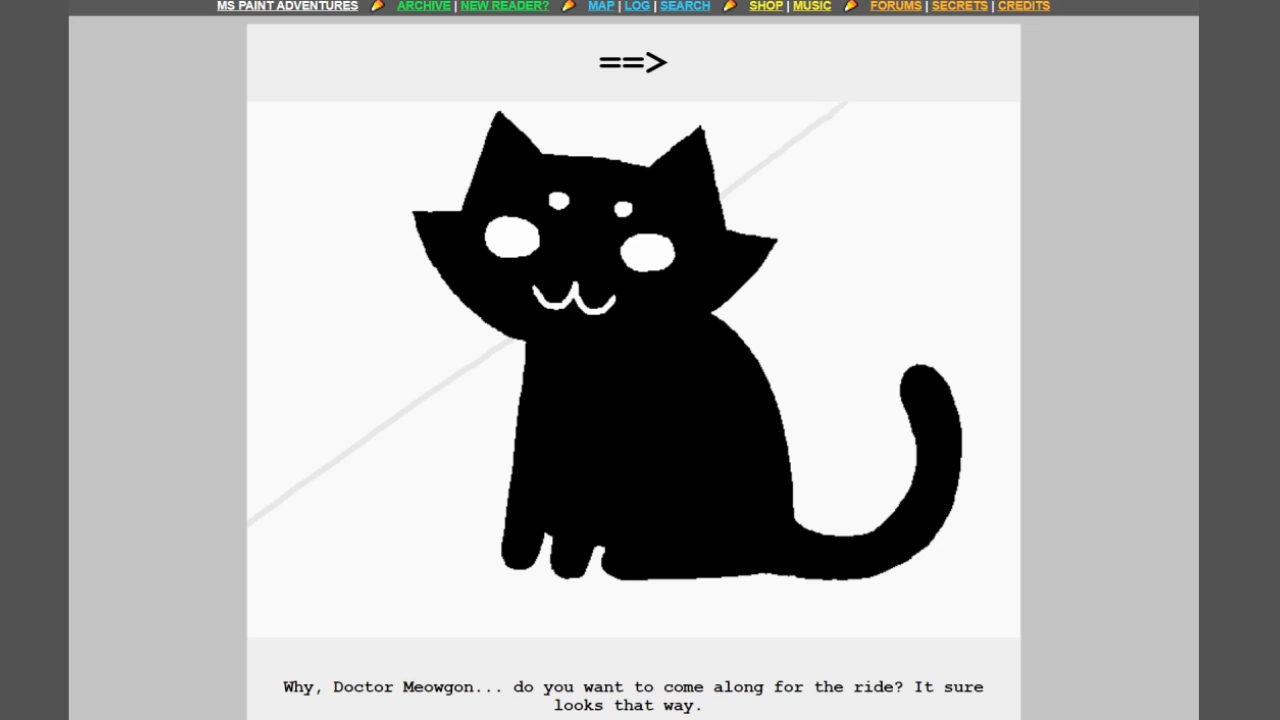 MS PAINT ADVENTURES ARCHIVE | NEW READER? MAP | LOG | SEARCH SHOP | MUSIC FORUMS | SECRETS | CREDITS
==>
Why, Doctor Meowgon... do you want to come along for the ride? It sure
looks that way.